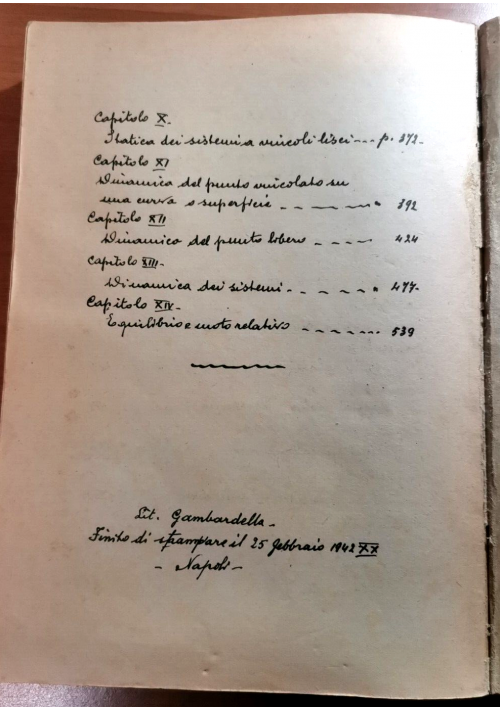 Capitolo X-
Statica dei sistemi a vincoli lisci --- p. 372-
Capitolo XI
Dinamica del punto vincolato su
una curva o superficie _ _ _ _ " 392
Capitolo XII
Dinamica del punto libero _ _ _ _ 424
Capitolo XIII-
Dinamica dei sistemi - _ _ _ _ " 477-
Capitolo XIV-
Equilibrio e moto relativo _ _ _ _ _ 539
Lit. Gambardella -
Finito di stampare il 25 Febbraio 1942 XX
- Napoli -